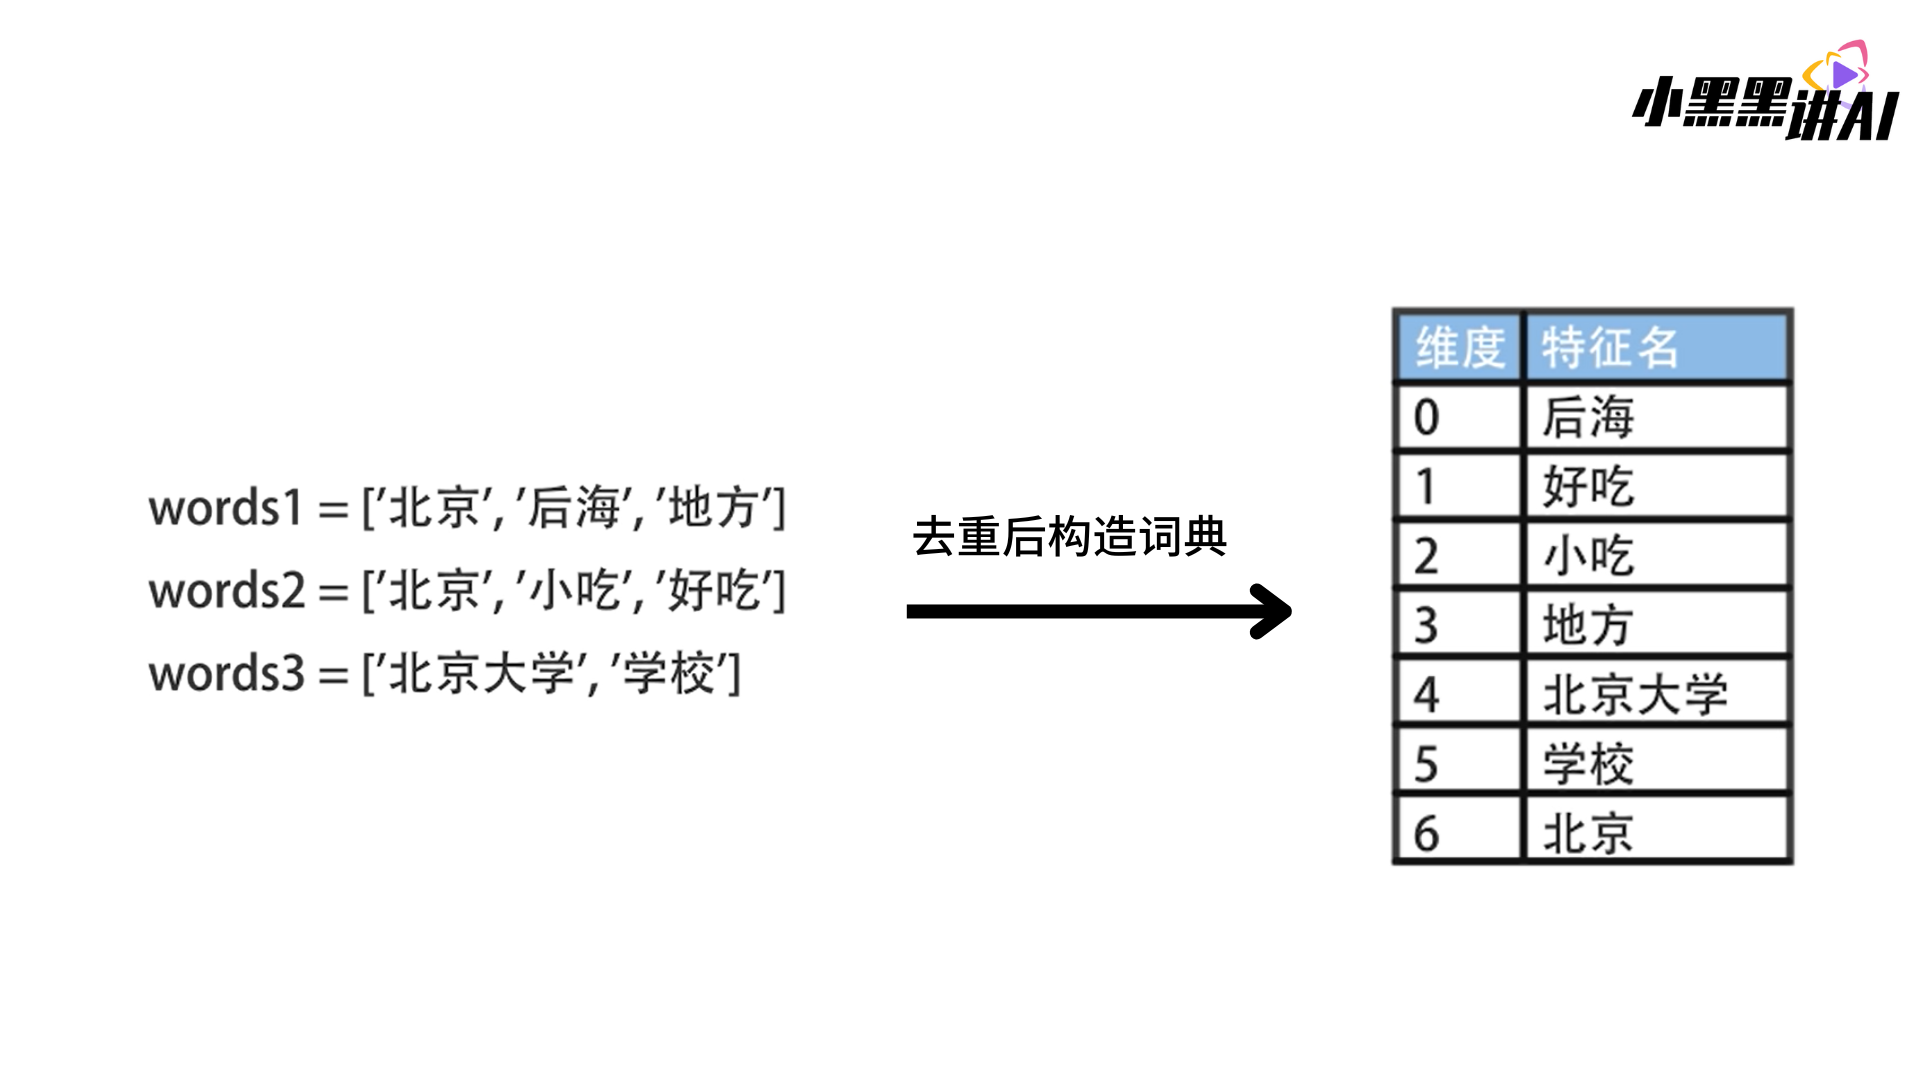 小黑黑讲AI
words1 = ['北京', '后海', '地方']
words2 = ['北京', '小吃', '好吃']
words3 = ['北京大学', '学校']
去重后构造词典
维度 特征名
0 后海
1 好吃
2 小吃
3 地方
4 北京大学
5 学校
6 北京